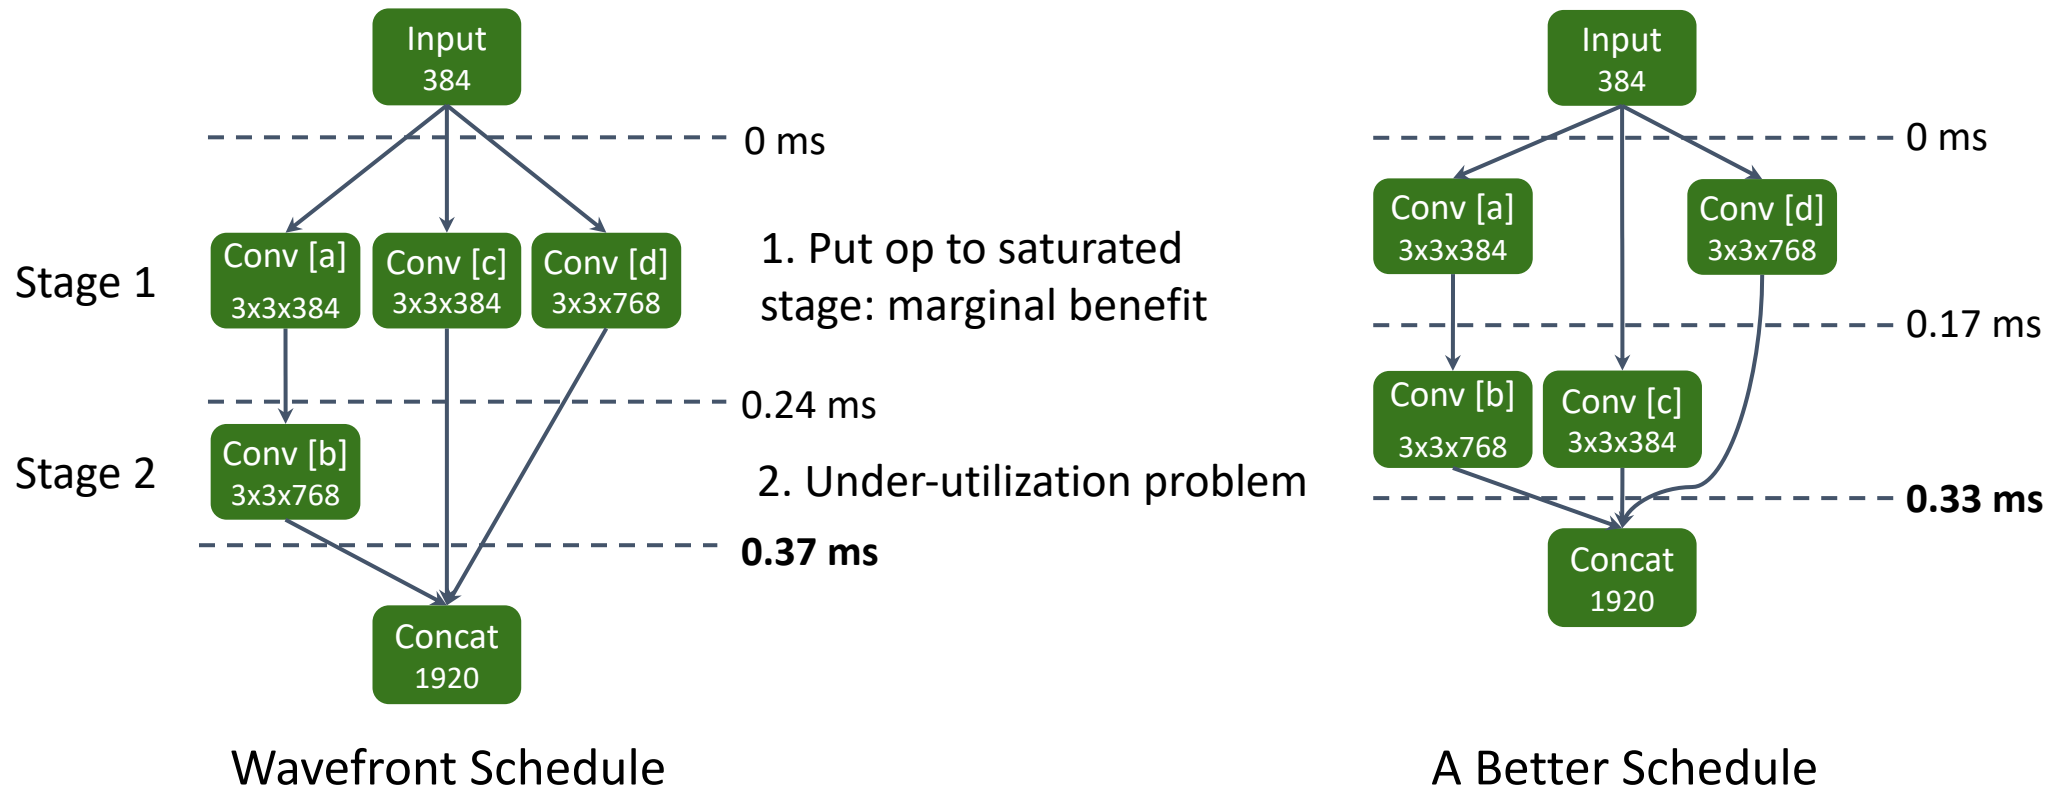 Input
384
0 ms
Stage 1
Conv [a]
3x3x384
Conv [c]
3x3x384
Conv [d]
3x3x768
1. Put op to saturated
stage: marginal benefit
0.24 ms
Stage 2
Conv [b]
3x3x768
2. Under-utilization problem
0.37 ms
Concat
1920
Wavefront Schedule
Input
384
0 ms
Conv [a]
3x3x384
Conv [d]
3x3x768
0.17 ms
Conv [b]
3x3x768
Conv [c]
3x3x384
0.33 ms
Concat
1920
A Better Schedule